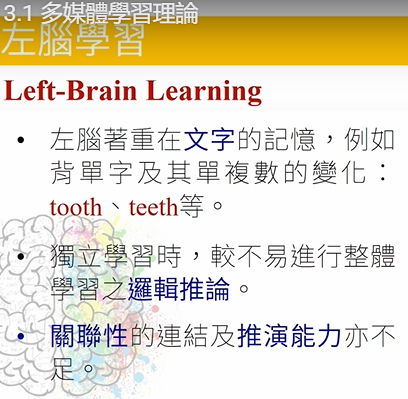 3.1 多媒體學習理論
左腦學習
Left-Brain Learning
• 左腦著重在文字的記憶，例如
背單字及其單複數的變化：
tooth、teeth等。
• 獨立學習時，較不易進行整體
學習之邏輯推論。
• 關聯性的連結及推演能力亦不
足。